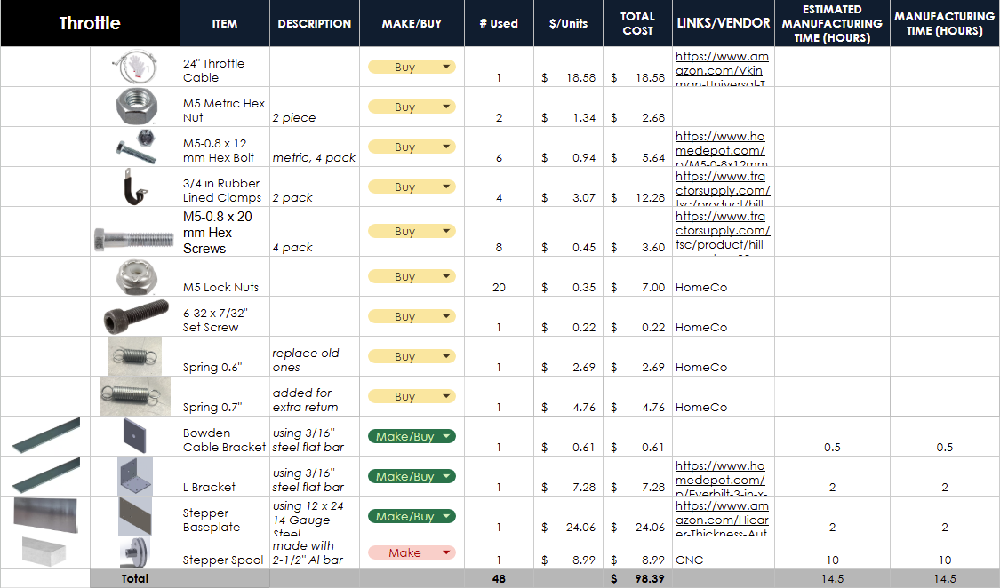 Throttle ITEM DESCRIPTION MAKE/BUY # Used $/Units TOTAL COST LINKS/VENDOR ESTIMATED MANUFACTURING TIME (HOURS) MANUFACTURING TIME (HOURS)
24" Throttle Cable Buy 1 $ 18.58 $ 18.58 https://www.amazon.com/Vkinman-Universal-T
M5 Metric Hex Nut 2 piece Buy 2 $ 1.34 $ 2.68
M5-0.8 x 12 mm Hex Bolt metric, 4 pack Buy 6 $ 0.94 $ 5.64 https://www.homedepot.com/p/M5-0-8x12mm
3/4 in Rubber Lined Clamps 2 pack Buy 4 $ 3.07 $ 12.28 https://www.tractorsupply.com/tsc/product/hill
M5-0.8 x 20 mm Hex Screws 4 pack Buy 8 $ 0.45 $ 3.60 https://www.tractorsupply.com/tsc/product/hill
M5 Lock Nuts Buy 20 $ 0.35 $ 7.00 HomeCo
6-32 x 7/32" Set Screw Buy 1 $ 0.22 $ 0.22 HomeCo
Spring 0.6" replace old ones Buy 1 $ 2.69 $ 2.69 HomeCo
Spring 0.7" added for extra return Buy 1 $ 4.76 $ 4.76 HomeCo
Bowden Cable Bracket using 3/16" steel flat bar Make/Buy 1 $ 0.61 $ 0.61 0.5 0.5
L Bracket using 3/16" steel flat bar Make/Buy 1 $ 7.28 $ 7.28 https://www.homedepot.com/p/Everbilt-3-in-x- 2 2
Stepper Baseplate using 12 x 24 14 Gauge Steel Make/Buy 1 $ 24.06 $ 24.06 https://www.amazon.com/Hicarer-Thickness-Aut 2 2
Stepper Spool made with 2-1/2" Al bar Make 1 $ 8.99 $ 8.99 CNC 10 10
Total 48 $ 98.39 14.5 14.5